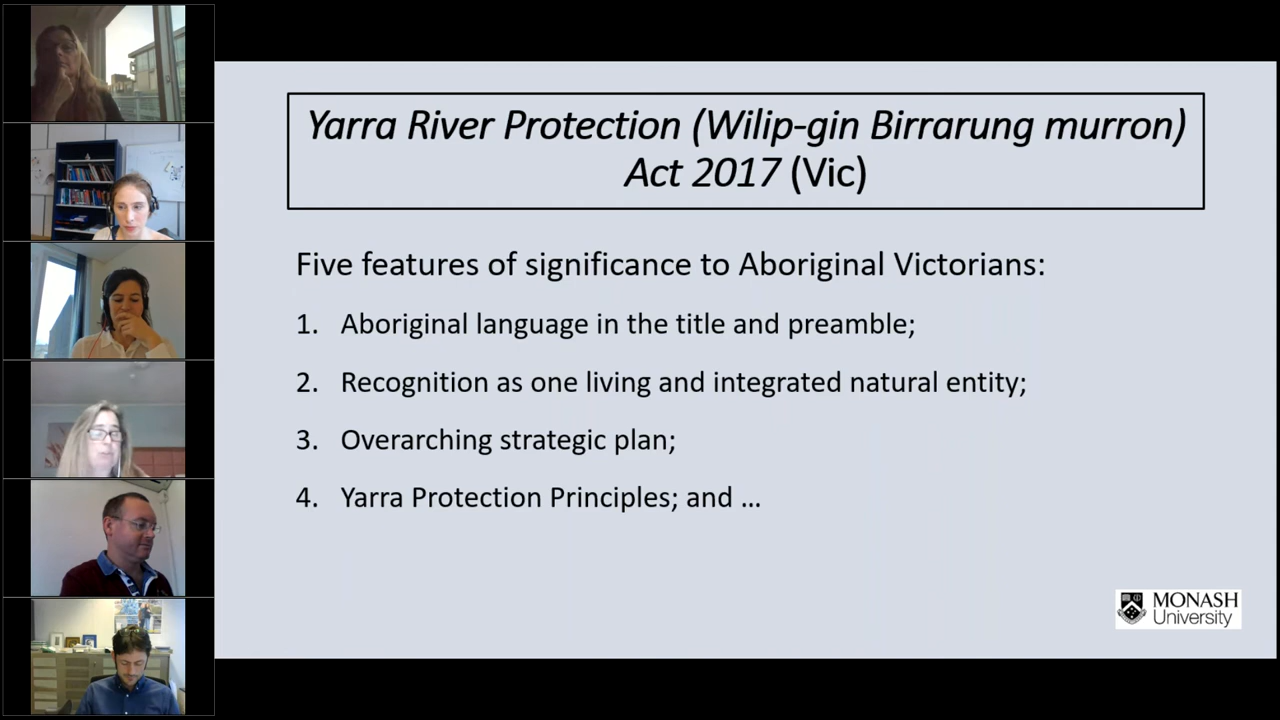 Yarra River Protection (Wilip-gin Birrarung murron)
Act 2017 (Vic)
Five features of significance to Aboriginal Victorians:
1. Aboriginal language in the title and preamble;
2. Recognition as one living and integrated natural entity;
3. Overarching strategic plan;
4. Yarra Protection Principles; and ...
MONASH
University